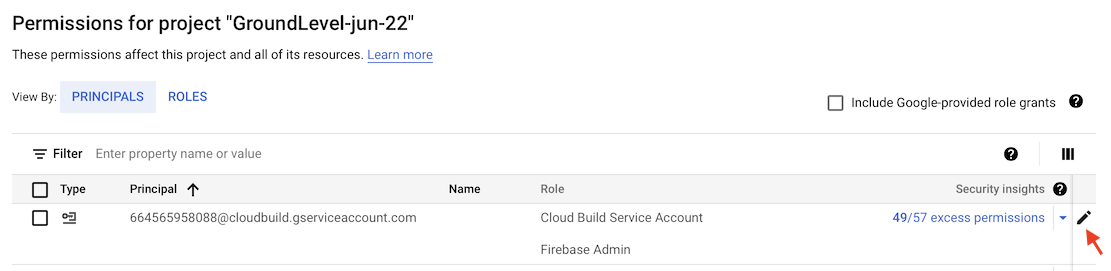 Permissions for project "GroundLevel-jun-22"
These permissions affect this project and all of its resources. Learn more
View By: PRINCIPALS ROLES
Include Google-provided role grants ?
Filter Enter property name or value ?
Type Principal Name Role Security insights ?
664565958088@cloudbuild.gserviceaccount.com Cloud Build Service Account 49/57 excess permissions
Firebase Admin